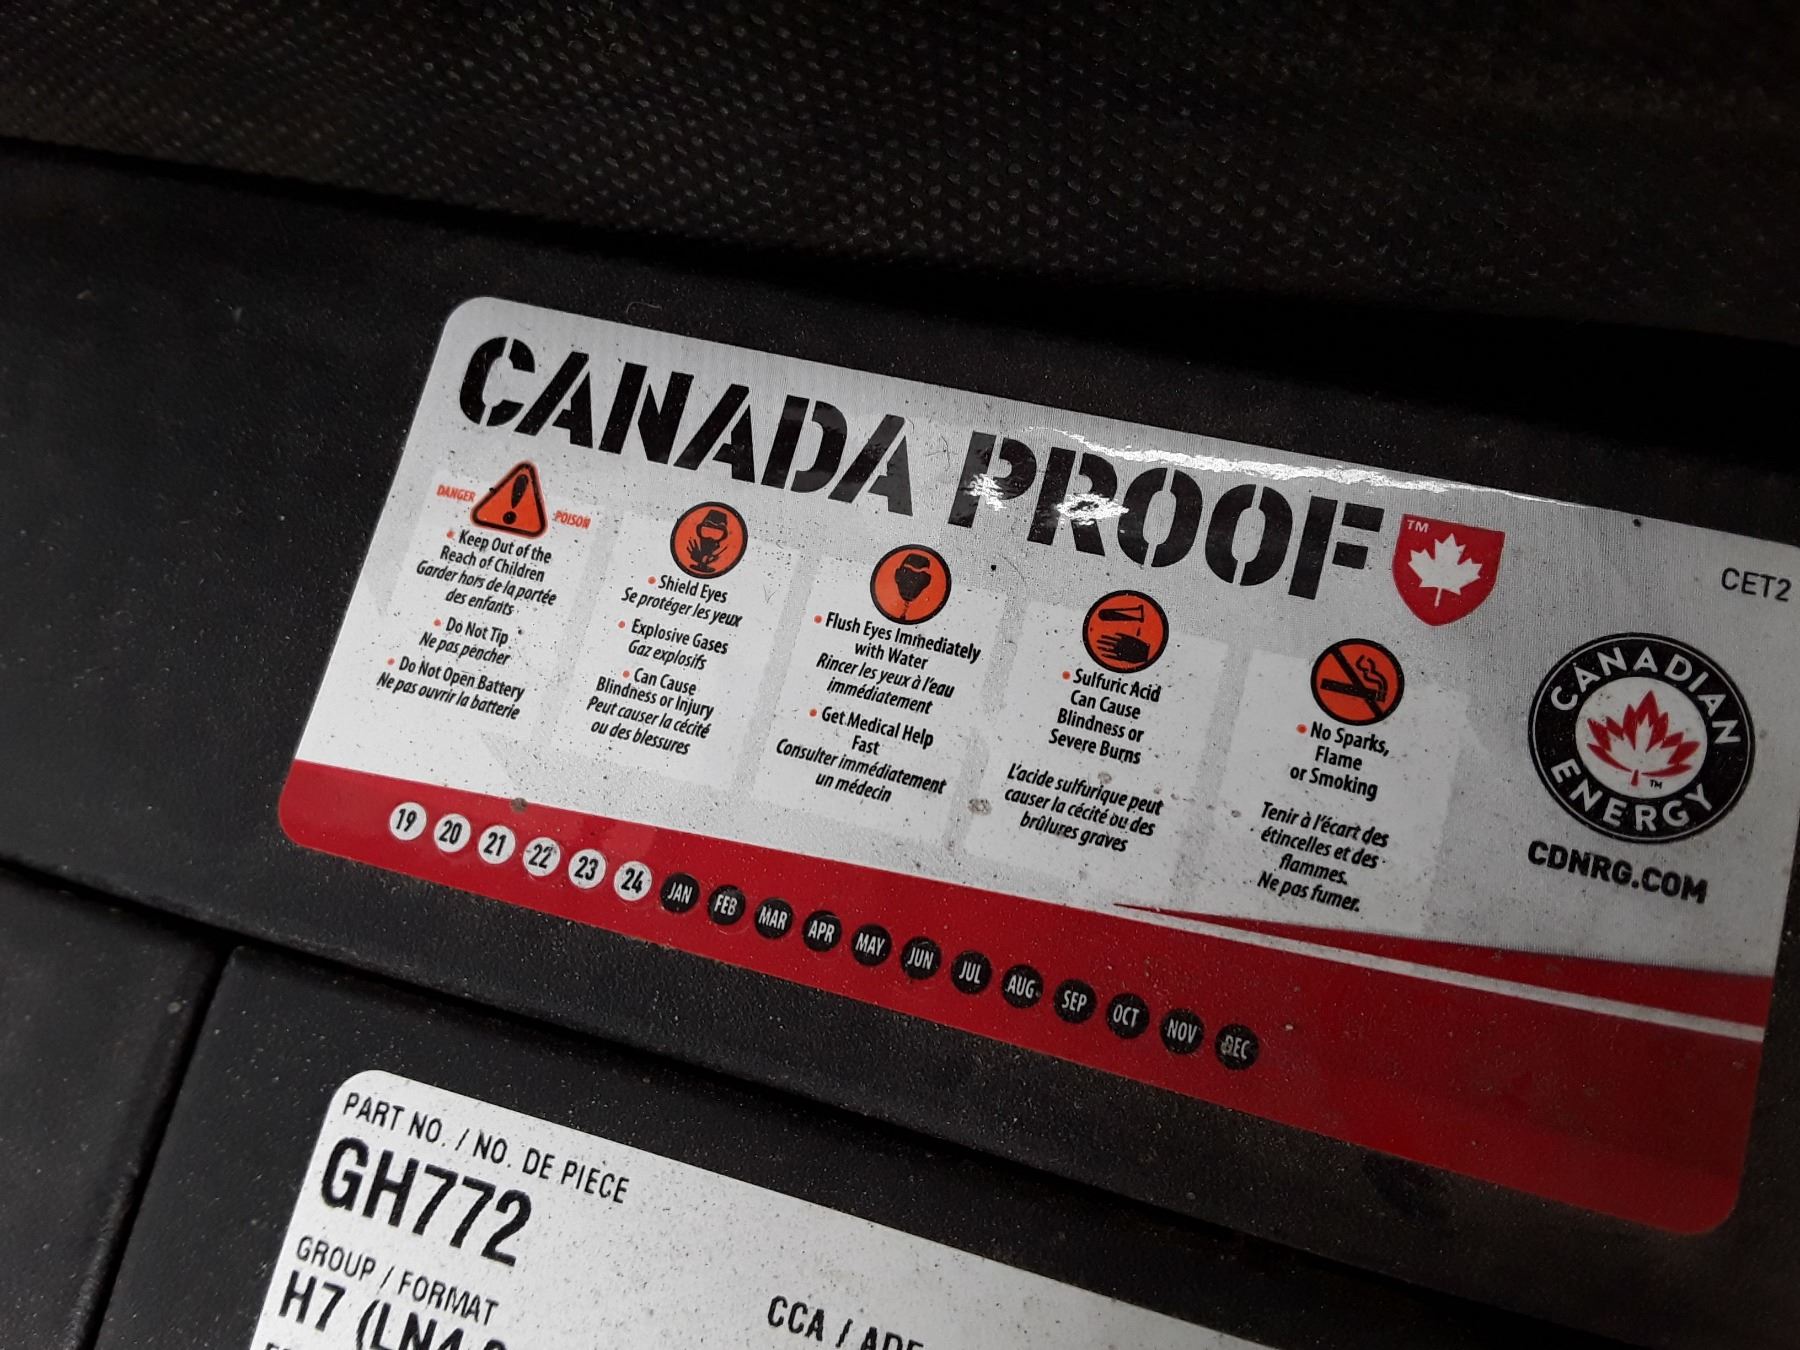 CANADA PROOF
TM
CET2
DANGER
POISON
• Keep Out of the
Reach of Children
Garder hors de la portée
des enfants
• Do Not Tip
Ne pas pencher
• Do Not Open Battery
Ne pas ouvrir la batterie
• Shield Eyes
Se protéger les yeux
• Explosive Gases
Gaz explosifs
• Can Cause
Blindness or Injury
Peut causer la cécité
ou des blessures
• Flush Eyes Immediately
with Water
Rincer les yeux à l'eau
immédiatement
• Get Medical Help
Fast
Consulter immédiatement
un médecin
• Sulfuric Acid
Can Cause
Blindness or
Severe Burns
L'acide sulfurique peut
causer la cécité ou des
brûlures graves
• No Sparks,
Flame
or Smoking
Tenir à l'écart des
étincelles et des
flammes.
Ne pas fumer.
CANADIAN
ENERGY
TM
CDNRG.COM
19 20 21 22 23 24 JAN FEB MAR APR MAY JUN JUL AUG SEP OCT NOV DEC
PART NO. / NO. DE PIECE
GH772
GROUP / FORMAT
H7 (LN4
CCA /